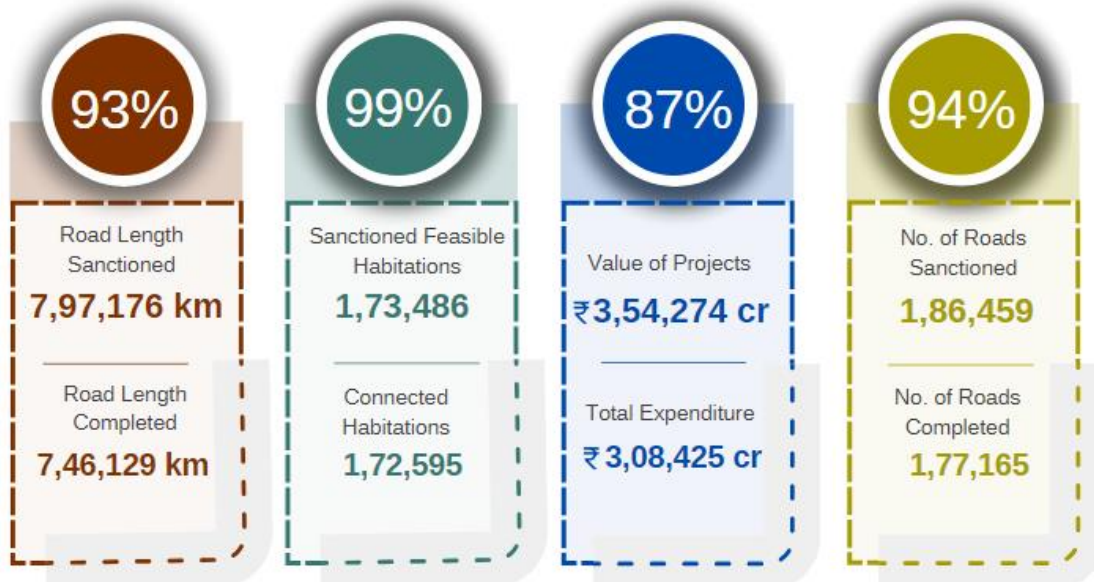 93%
Road Length
Sanctioned
7,97,176 km
Road Length
Completed
7,46,129 km
99%
Sanctioned Feasible
Habitations
1,73,486
Connected
Habitations
1,72,595
87%
Value of Projects
₹3,54,274 cr
Total Expenditure
₹ 3,08,425 cr
94%
No. of Roads
Sanctioned
1,86,459
No. of Roads
Completed
1,77,165